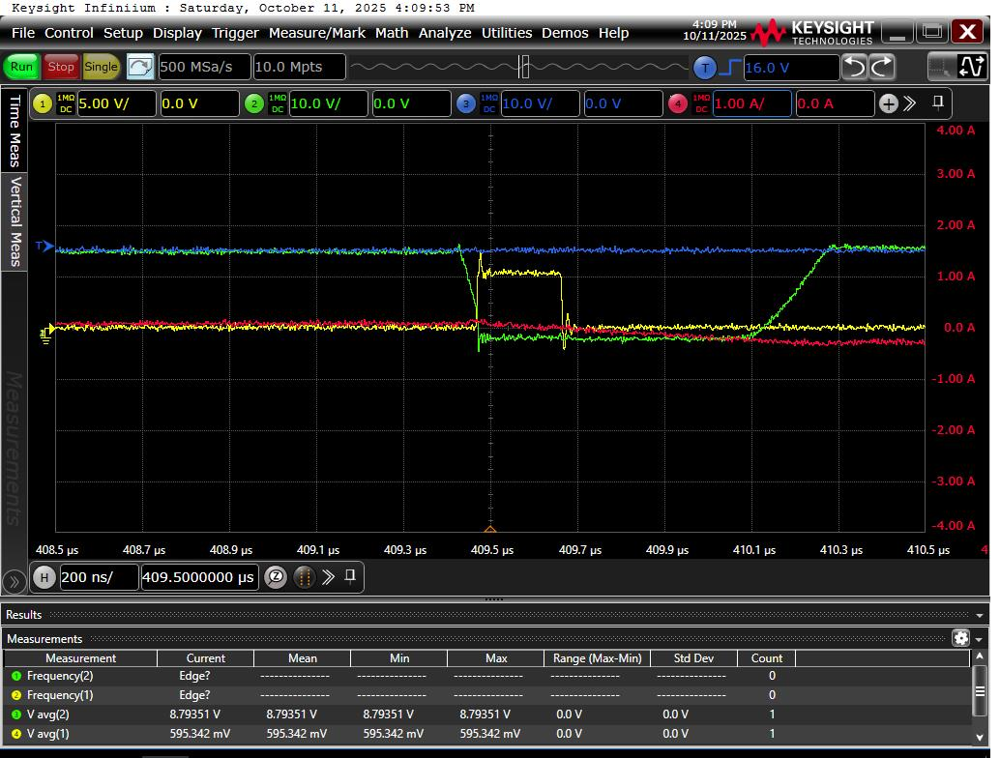 Keysight Infiniium : Saturday, October 11, 2025 4:09:53 PM
File Control Setup Display Trigger Measure/Mark Math Analyze Utilities Demos Help
4:09 PM
10/11/2025
KEYSIGHT
TECHNOLOGIES
Run Stop Single 500 MSa/s 10.0 Mpts T 16.0 V
1 1MΩ DC 5.00 V/ 0.0 V 2 1MΩ DC 10.0 V/ 0.0 V 3 1MΩ DC 10.0 V/ 0.0 V 4 1MΩ DC 1.00 A/ 0.0 A
Time Meas
Vertical Meas
Measurements
4.00 A
3.00 A
2.00 A
T
1.00 A
0.0 A
-1.00 A
-2.00 A
-3.00 A
-4.00 A
408.5 µs 408.7 µs 408.9 µs 409.1 µs 409.3 µs 409.5 µs 409.7 µs 409.9 µs 410.1 µs 410.3 µs 410.5 µs 4
H 200 ns/ 409.5000000 µs Z
Results
Measurements
Measurement Current Mean Min Max Range (Max-Min) Std Dev Count
1 Frequency(2) Edge? --------------- --------------- --------------- --------------- --------------- --------------- 0
2 Frequency(1) Edge? --------------- --------------- --------------- --------------- --------------- --------------- 0
3 V avg(2) 8.79351 V 8.79351 V 8.79351 V 8.79351 V 0.0 V 0.0 V 1
4 V avg(1) 595.342 mV 595.342 mV 595.342 mV 595.342 mV 0.0 V 0.0 V 1